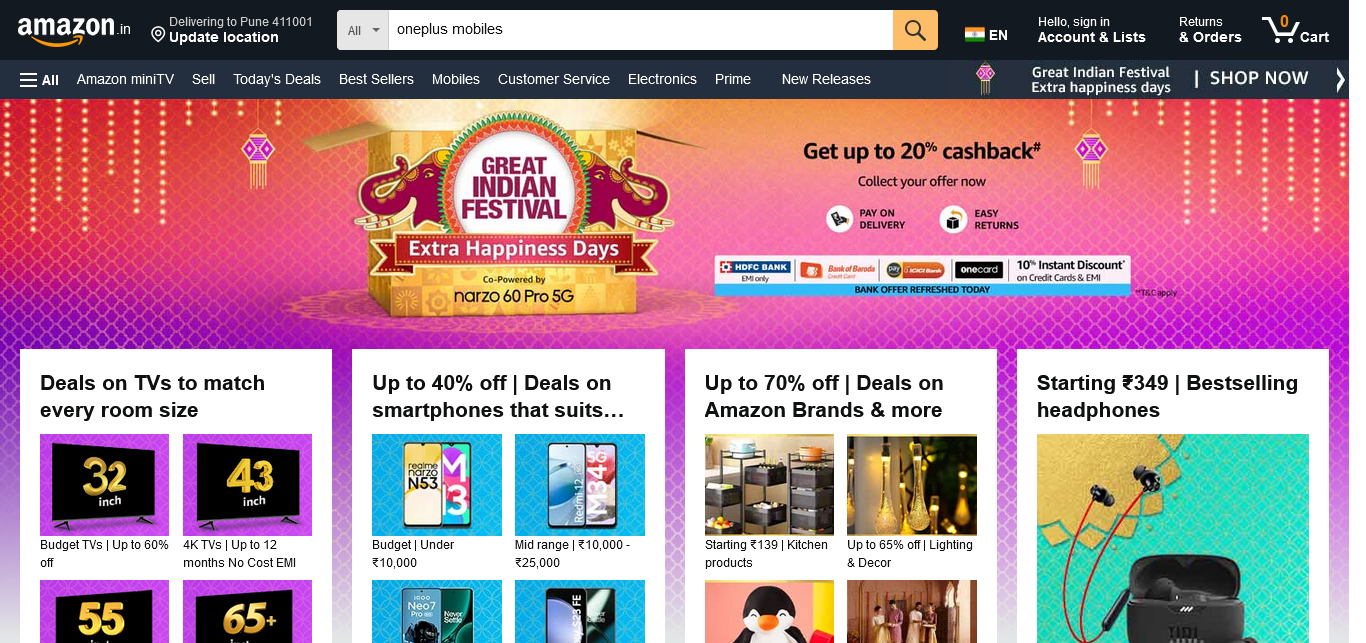 amazon.in
Delivering to Pune 411001
Update location
All
oneplus mobiles
EN
Hello, sign in
Account & Lists
Returns
& Orders
0
Cart
All
Amazon miniTV
Sell
Today's Deals
Best Sellers
Mobiles
Customer Service
Electronics
Prime
New Releases
Great Indian Festival
Extra happiness days
| SHOP NOW
GREAT
INDIAN
FESTIVAL
Extra Happiness Days
Co-Powered by
narzo 60 Pro 5G
Get up to 20% cashback#
Collect your offer now
PAY ON
DELIVERY
EASY
RETURNS
HDFC BANK
EMI only
Bank of Baroda
Credit Card
pay ICICI Bank
onecard
10% Instant Discount*
on Credit Cards & EMI
BANK OFFER REFRESHED TODAY
**T&C apply
Deals on TVs to match
every room size
32
inch
43
inch
Budget TVs | Up to 60%
off
4K TVs | Up to 12
months No Cost EMI
55
65+
Up to 40% off | Deals on
smartphones that suits…
realme
narzo
N53
M
13
Redmi 12
5G
M34
Budget | Under
₹10,000
Mid range | ₹10,000 -
₹25,000
iQOO
Neo7
Pro
Never
Settle
S23 FE
Never
Settle
Up to 70% off | Deals on
Amazon Brands & more
Starting ₹139 | Kitchen
products
Up to 65% off | Lighting
& Decor
Starting ₹349 | Bestselling
headphones